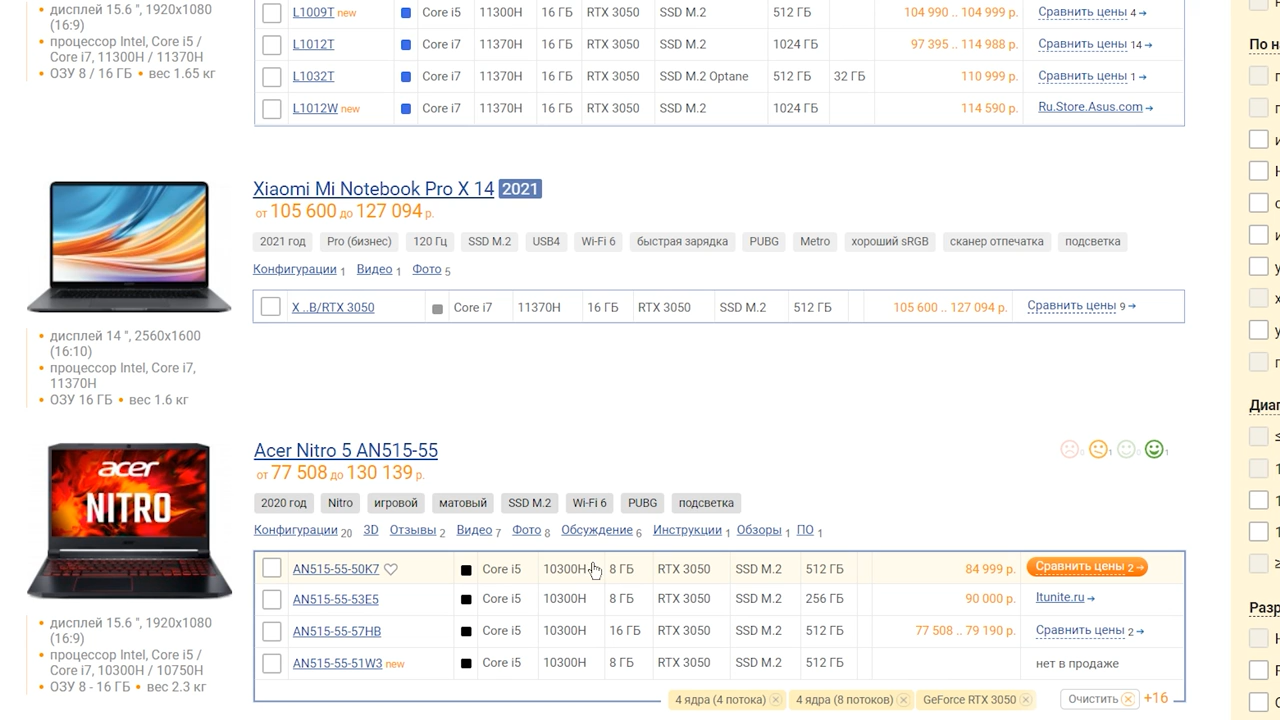 дисплей 15.6 ", 1920x1080
(16:9)
процессор Intel, Core i5 /
Core i7, 11300H / 11370H
ОЗУ 8 / 16 ГБ • вес 1.65 кг
L1009T new Core i5 11300H 16 ГБ RTX 3050 SSD M.2 512 ГБ 104 990 .. 104 999 р. Сравнить цены 4 →
L1012T Core i7 11370H 16 ГБ RTX 3050 SSD M.2 1024 ГБ 97 395 .. 114 988 р. Сравнить цены 14 →
L1032T Core i7 11370H 16 ГБ RTX 3050 SSD M.2 Optane 512 ГБ 32 ГБ 110 999 р. Сравнить цены 1 →
L1012W new Core i7 11370H 16 ГБ RTX 3050 SSD M.2 1024 ГБ 114 590 р. Ru.Store.Asus.com →
Xiaomi Mi Notebook Pro X 14 2021
от 105 600 до 127 094 р.
2021 год Pro (бизнес) 120 Гц SSD M.2 USB4 Wi-Fi 6 быстрая зарядка PUBG Metro хороший sRGB сканер отпечатка подсветка
Конфигурации 1 Видео 1 Фото 5
X ..B/RTX 3050 Core i7 11370H 16 ГБ RTX 3050 SSD M.2 512 ГБ 105 600 .. 127 094 р. Сравнить цены 9 →
дисплей 14 ", 2560x1600
(16:10)
процессор Intel, Core i7,
11370H
ОЗУ 16 ГБ • вес 1.6 кг
acer
NITRO
Acer Nitro 5 AN515-55
0 1 0 1
от 77 508 до 130 139 р.
2020 год Nitro игровой матовый SSD M.2 Wi-Fi 6 PUBG подсветка
Конфигурации 20 3D Отзывы 2 Видео 7 Фото 8 Обсуждение 6 Инструкции 1 Обзоры 1 ПО 1
AN515-55-50K7 Core i5 10300H 8 ГБ RTX 3050 SSD M.2 512 ГБ 84 999 р. Сравнить цены 2 →
AN515-55-53E5 Core i5 10300H 8 ГБ RTX 3050 SSD M.2 256 ГБ 90 000 р. Itunite.ru →
AN515-55-57HB Core i5 10300H 16 ГБ RTX 3050 SSD M.2 512 ГБ 77 508 .. 79 190 р. Сравнить цены 2 →
AN515-55-51W3 new Core i5 10300H 8 ГБ RTX 3050 SSD M.2 512 ГБ нет в продаже
4 ядра (4 потока) 4 ядра (8 потоков) GeForce RTX 3050 Очистить +16
дисплей 15.6 ", 1920x1080
(16:9)
процессор Intel, Core i5 /
Core i7, 10300H / 10750H
ОЗУ 8 - 16 ГБ • вес 2.3 кг